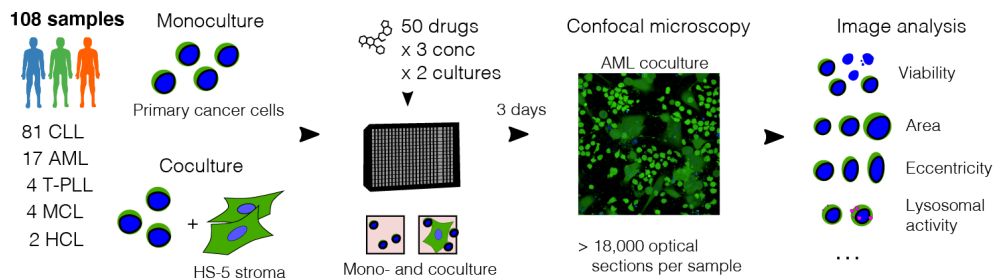 108 samples
81 CLL
17 AML
4 T-PLL
4 MCL
2 HCL
Monoculture
Primary cancer cells
Coculture
+
HS-5 stroma
50 drugs
x 3 conc
x 2 cultures
Mono- and coculture
3 days
Confocal microscopy
AML coculture
> 18,000 optical
sections per sample
Image analysis
Viability
Area
Eccentricity
Lysosomal
activity
...